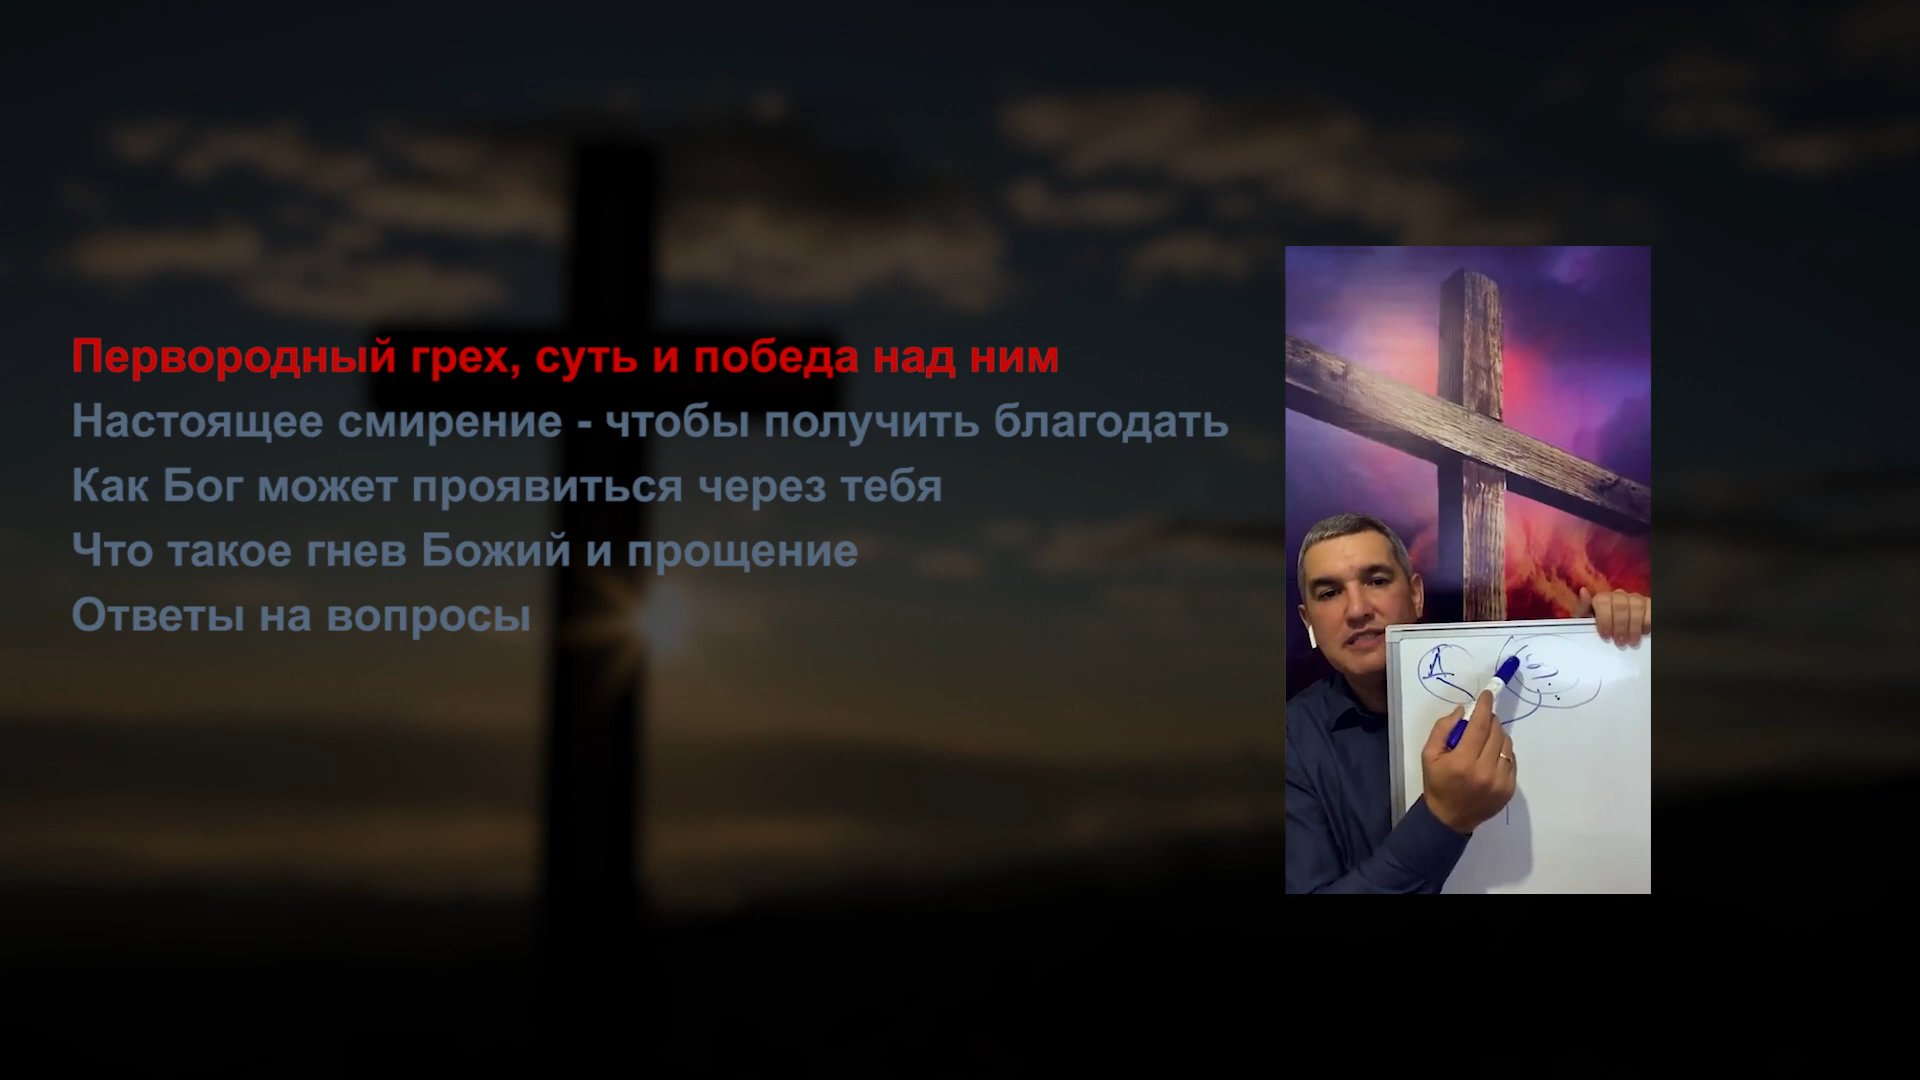 Первородный грех, суть и победа над ним
Настоящее смирение - чтобы получить благодать
Как Бог может проявиться через тебя
Что такое гнев Божий и прощение
Ответы на вопросы